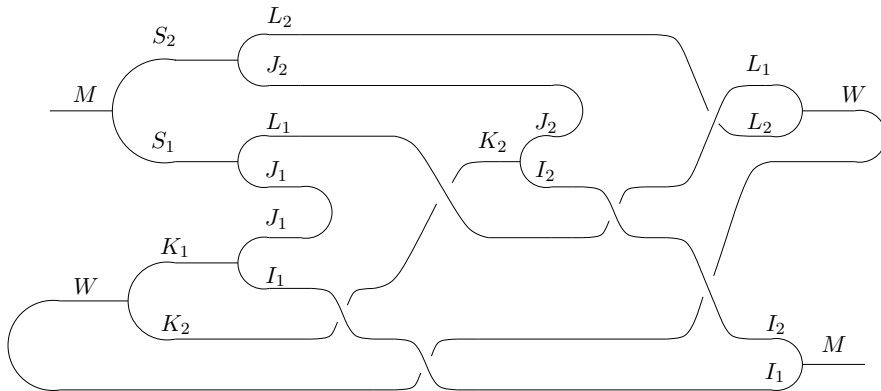 L₂
S₂
J₂
L₁
M
W
L₁
J₂
L₂
S₁
K₂
J₁
I₂
J₁
K₁
I₁
W
K₂
I₂
M
I₁